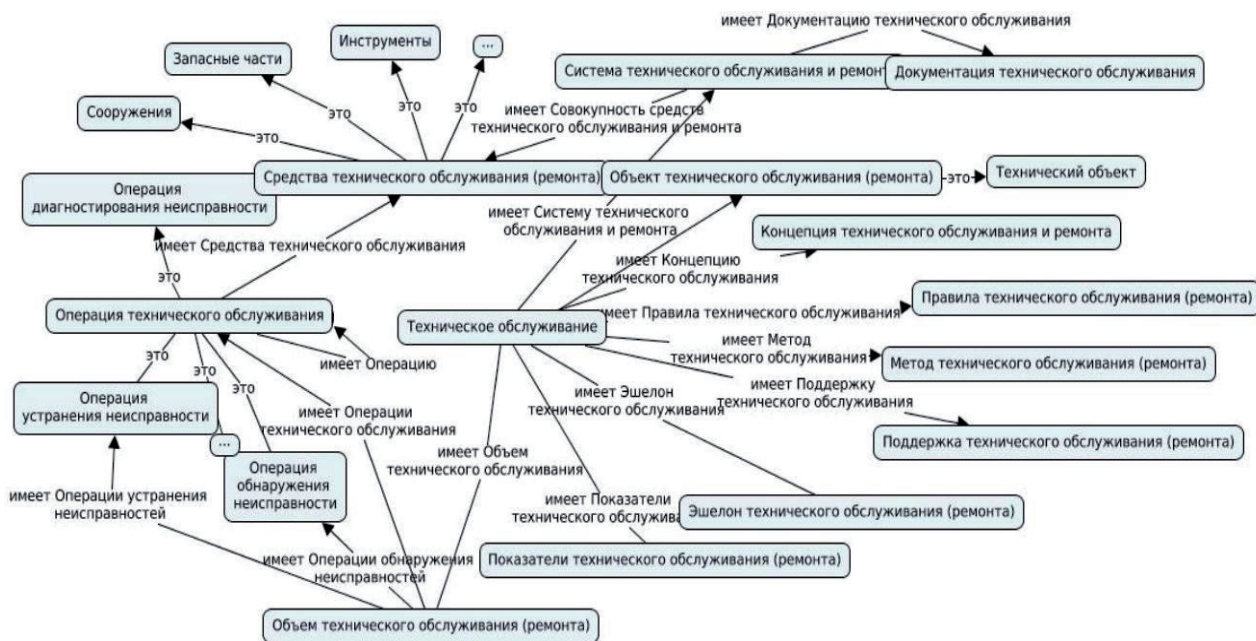 имеет Документацию технического обслуживания
Инструменты
...
Запасные части
Система технического обслуживания и ремонт
Документация технического обслуживания
Сооружения
это
это
это
это
имеет Совокупность средств
технического обслуживания и ремонта
Средства технического обслуживания (ремонта)
Объект технического обслуживания (ремонта)
это
Технический объект
Операция
диагностирования неисправности
имеет Систему технического
обслуживания и ремонта
Концепция технического обслуживания и ремонта
имеет Средства технического обслуживания
имеет Концепцию
технического обслуживания
это
Правила технического обслуживания (ремонта)
Операция технического обслуживания
Техническое обслуживание
имеет Правила технического обслуживания
имеет Метод
технического обслуживания
Метод технического обслуживания (ремонта)
это
это
это
имеет Операцию
имеет Поддержку
технического обслуживания
Операция
устранения неисправности
имеет Эшелон
технического обслуживания
имеет Операции
технического обслуживания
Поддержка технического обслуживания (ремонта)
...
Операция
обнаружения
неисправности
имеет Объем
технического обслуживания
имеет Операции устранения
неисправностей
имеет Показатели
технического обслужива
Эшелон технического обслуживания (ремонта)
имеет Операции обнаружения
неисправностей
Показатели технического обслуживания (ремонта)
Объем технического обслуживания (ремонта)